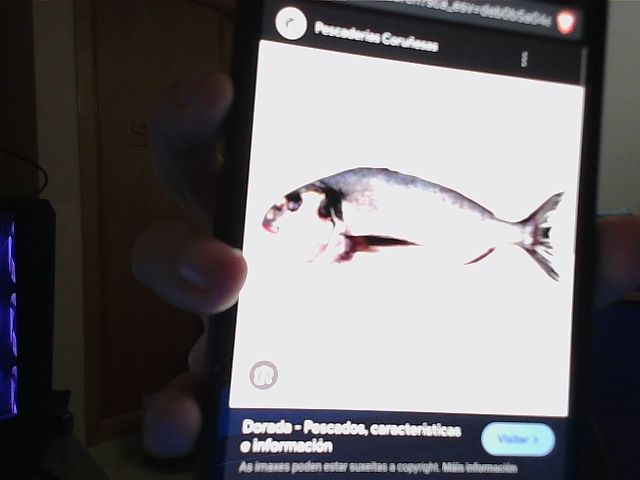 Pescaderías Coruñesas
Dorada - Pescados, características
e información
Visitar >
As imaxes poden estar suxeitas a copyright. Máis información